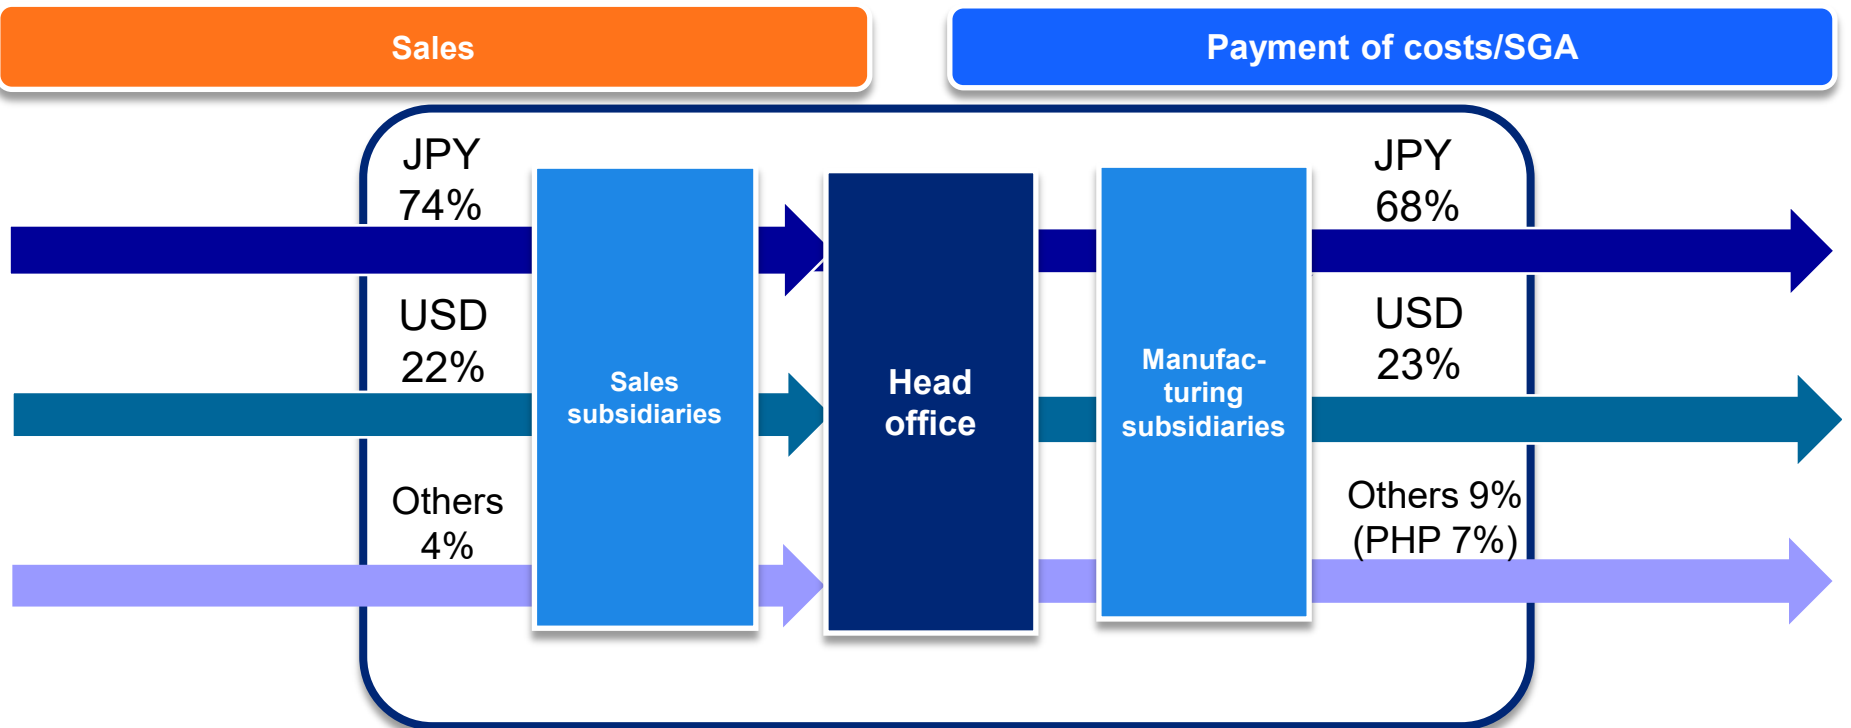 Sales
Payment of costs/SGA
JPY
74%
USD
22%
Others
4%
Sales
subsidiaries
Head
office
Manufac-
turing
subsidiaries
JPY
68%
USD
23%
Others 9%
(PHP 7%)